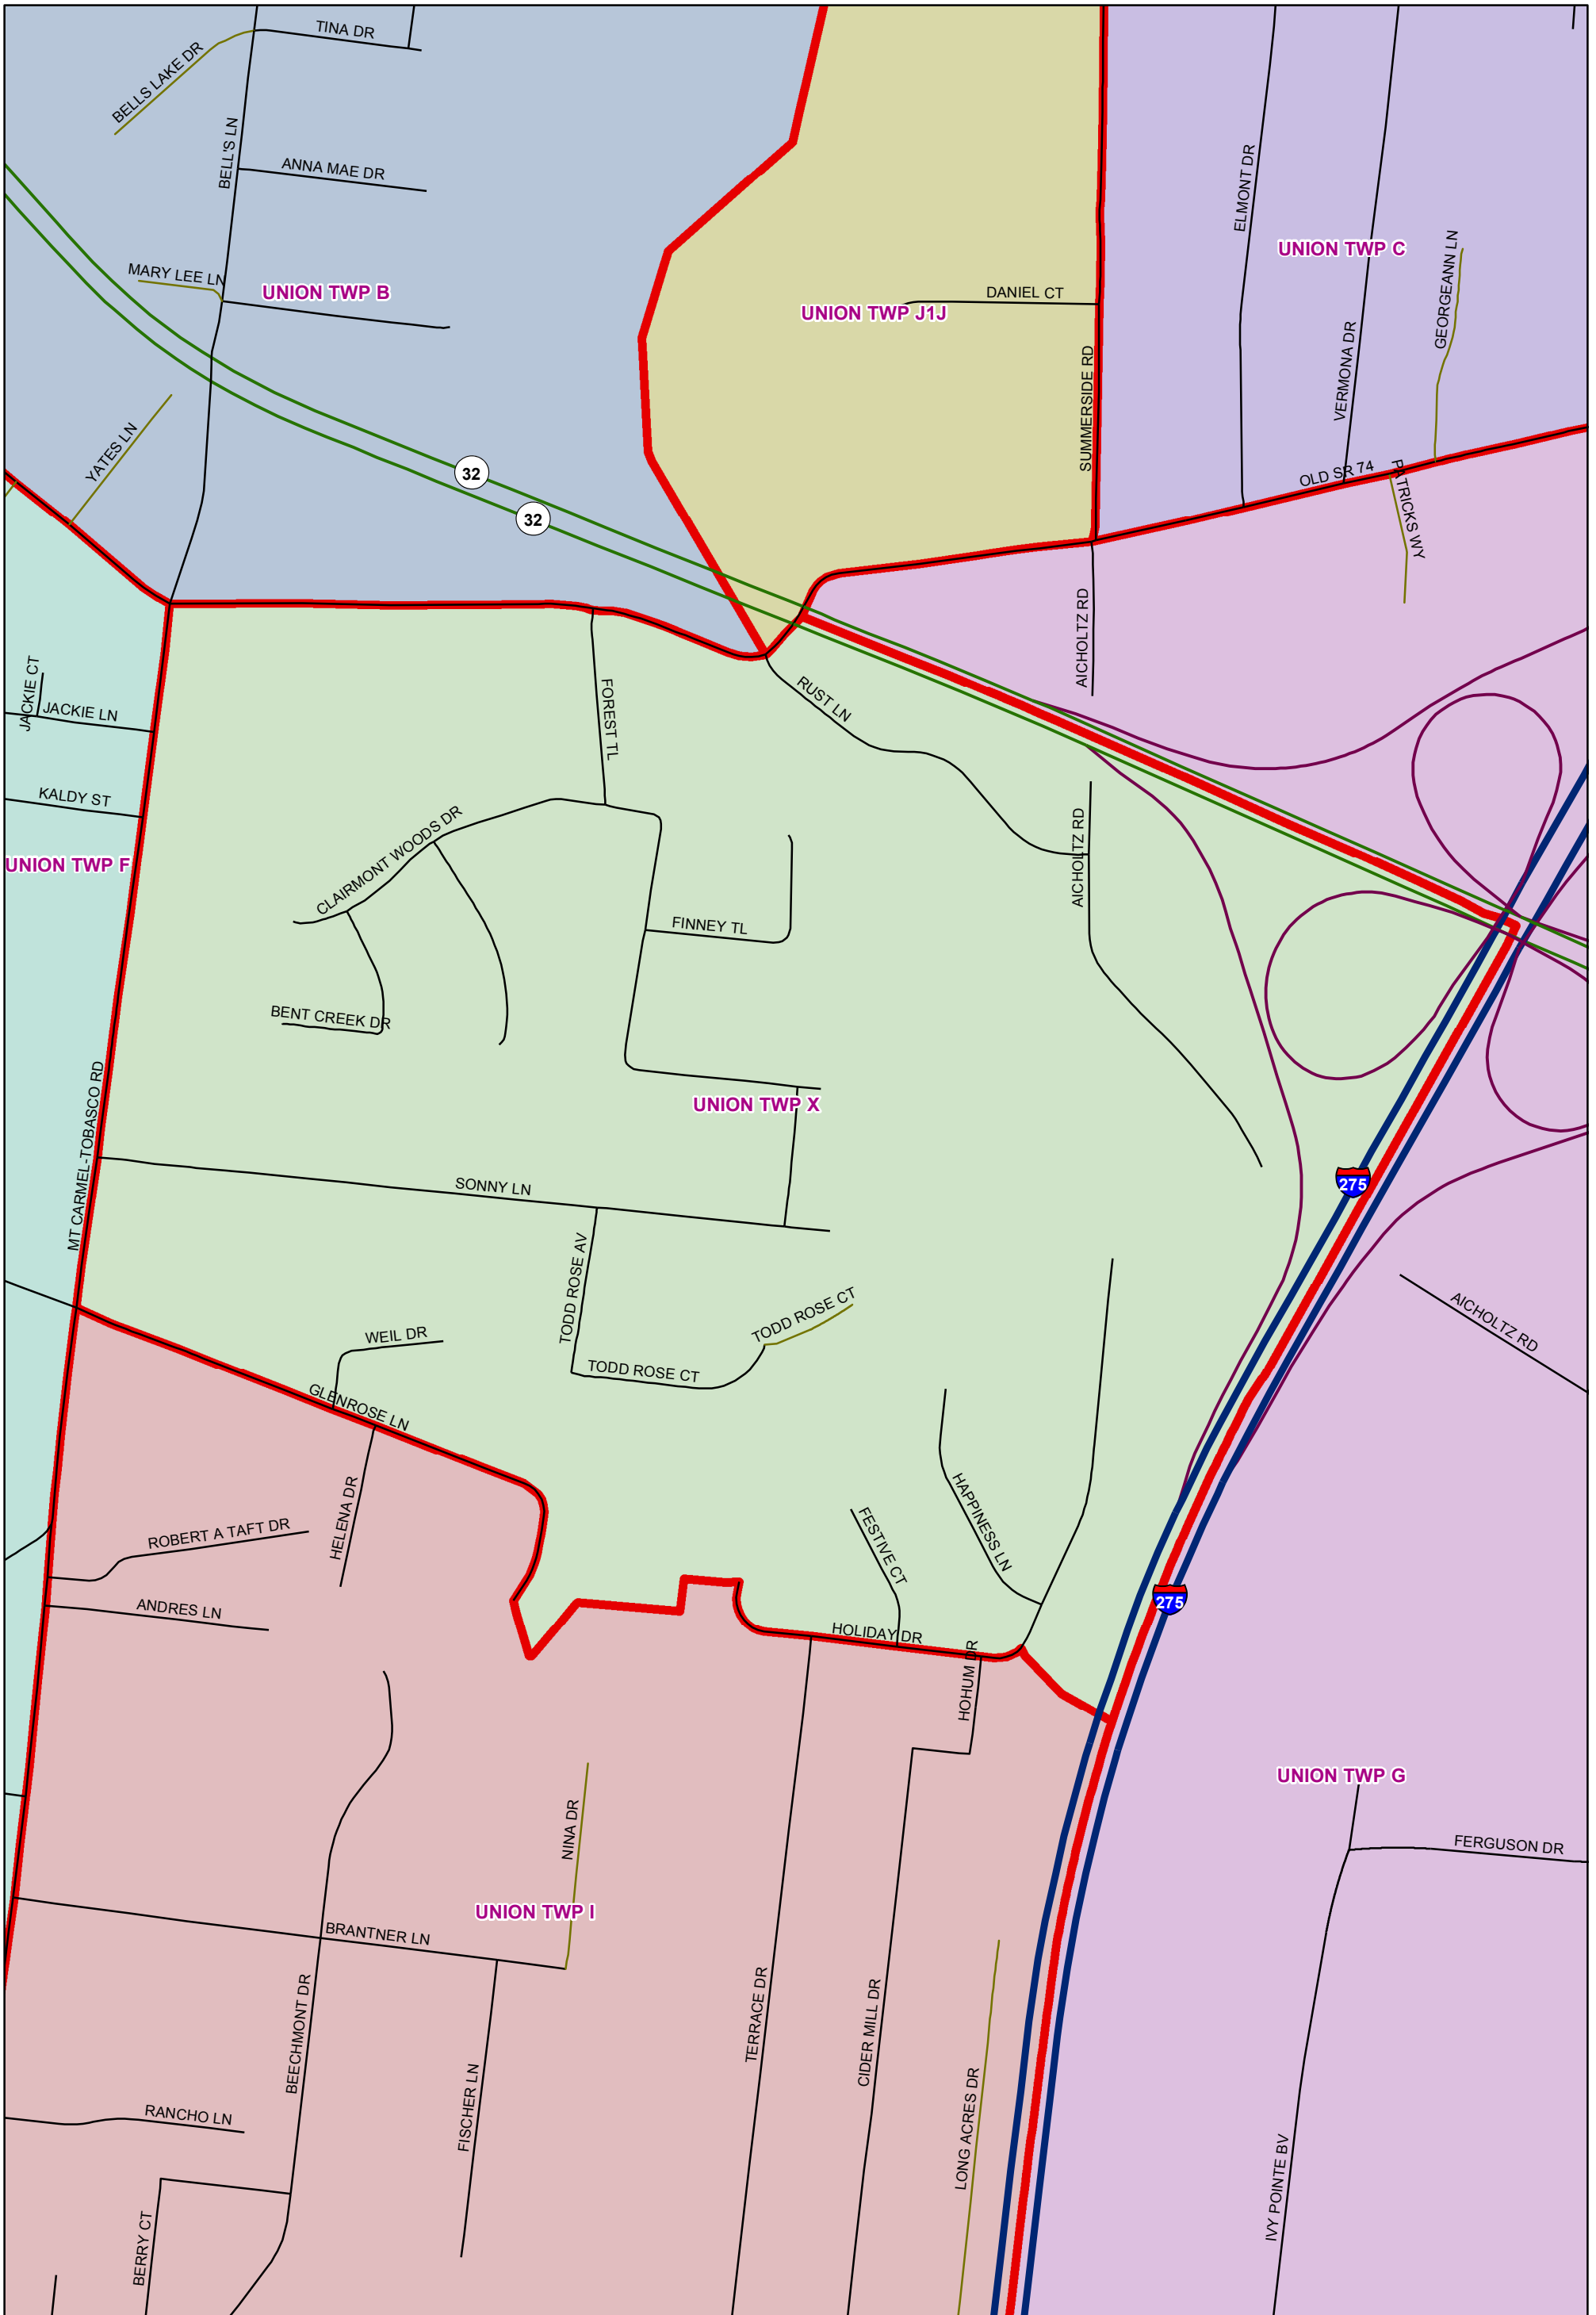 TINA DR
BELLS LAKE DR
BELL'S LN
ANNA MAE DR
ELMONT DR
UNION TWP C
GEORGEANN LN
MARY LEE LN
UNION TWP B
DANIEL CT
UNION TWP J1J
VERMONA DR
SUMMERSIDE RD
YATES LN
32
OLD SR 74
PATRICKS WY
32
AICHOLTZ RD
JACKIE CT
JACKIE LN
FOREST TL
RUST LN
KALDY ST
CLAIRMONT WOODS DR
AICHOLTZ RD
UNION TWP F
FINNEY TL
BENT CREEK DR
UNION TWP X
MT CARMEL-TOBASCO RD
SONNY LN
275
TODD ROSE AV
TODD ROSE CT
AICHOLTZ RD
WEIL DR
TODD ROSE CT
GLENROSE LN
HELENA DR
ROBERT A TAFT DR
HAPPINESS LN
FESTIVE CT
275
ANDRES LN
HOLIDAY DR
HOHUM DR
UNION TWP G
NINA DR
FERGUSON DR
UNION TWP I
BRANTNER LN
BEECHMONT DR
TERRACE DR
CIDER MILL DR
FISCHER LN
LONG ACRES DR
RANCHO LN
IVY POINTE BV
BERRY CT